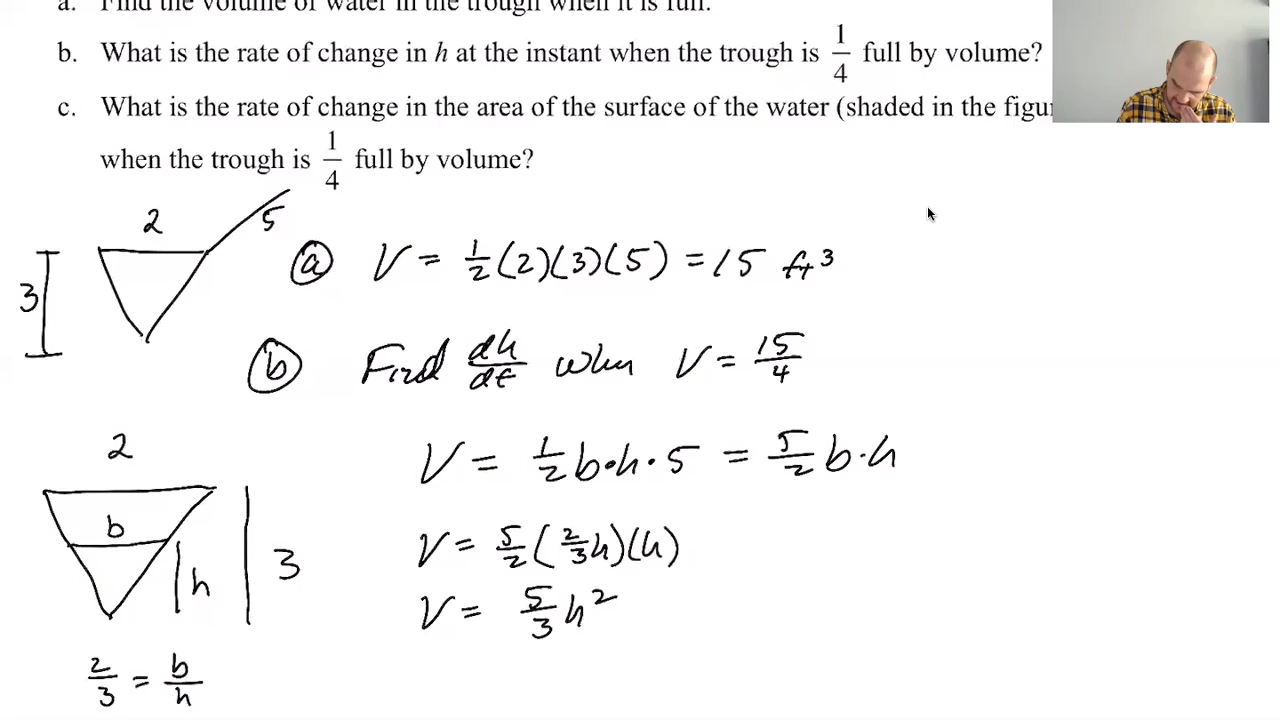 a. Find the volume of water in the trough when it is full.
b. What is the rate of change in h at the instant when the trough is 1/4 full by volume?
c. What is the rate of change in the area of the surface of the water (shaded in the figu
when the trough is 1/4 full by volume?
2
5
3
ⓐ V = 1/2 (2)(3)(5) = 15 ft³
ⓑ Find dh/dt when V = 15/4
2
b
h
3
V = 1/2 b·h·5 = 5/2 b·h
V = 5/2 (2/3 h)(h)
V = 5/3 h²
2/3 = b/h